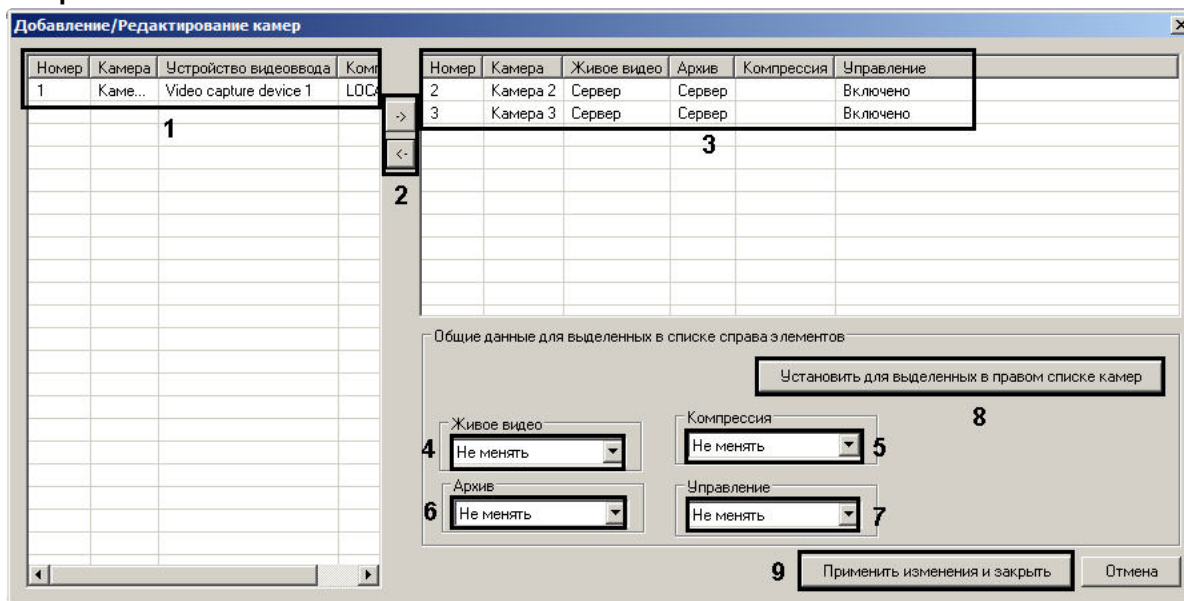 Добавление/Редактирование камер
Номер Камера Устройство видеоввода
1 Каме... Video capture device 1
1
->
<-
2
Номер Камера Живое видео Архив Компрессия Управление
2 Камера 2 Сервер Сервер Включено
3 Камера 3 Сервер Сервер Включено
3
Общие данные для выделенных в списке справа элементов
Установить для выделенных в правом списке камер
8
Живое видео
4 Не менять
Компрессия
Не менять 5
Архив
6 Не менять
Управление
Не менять 7
9 Применить изменения и закрыть Отмена